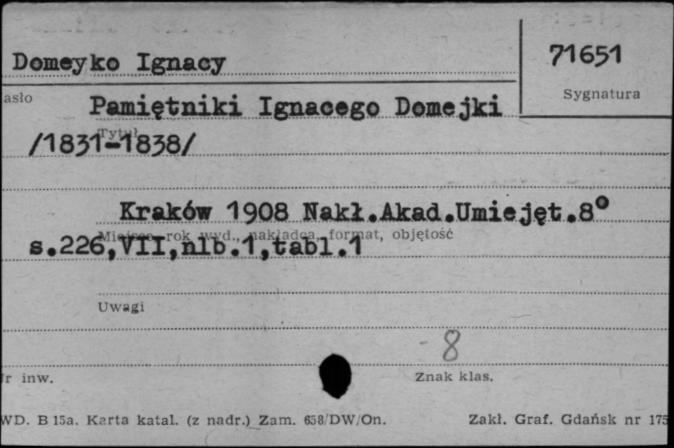 Domeyko Ignacy
71651
asło
Sygnatura
Pamiętniki Ignacego Domejki
Tytuł
/1831-1838/
Kraków 1908 Nakł.Akad.Umiejęt.8°
Miejsce, rok wyd., nakładca, format, objętość
s.226,VII,nlb.1,tabl.1
Uwagi
8
r inw.
Znak klas.
WD. B 15a. Karta katal. (z nadr.) Zam. 658/DW/On.
Zakł. Graf. Gdańsk nr 175